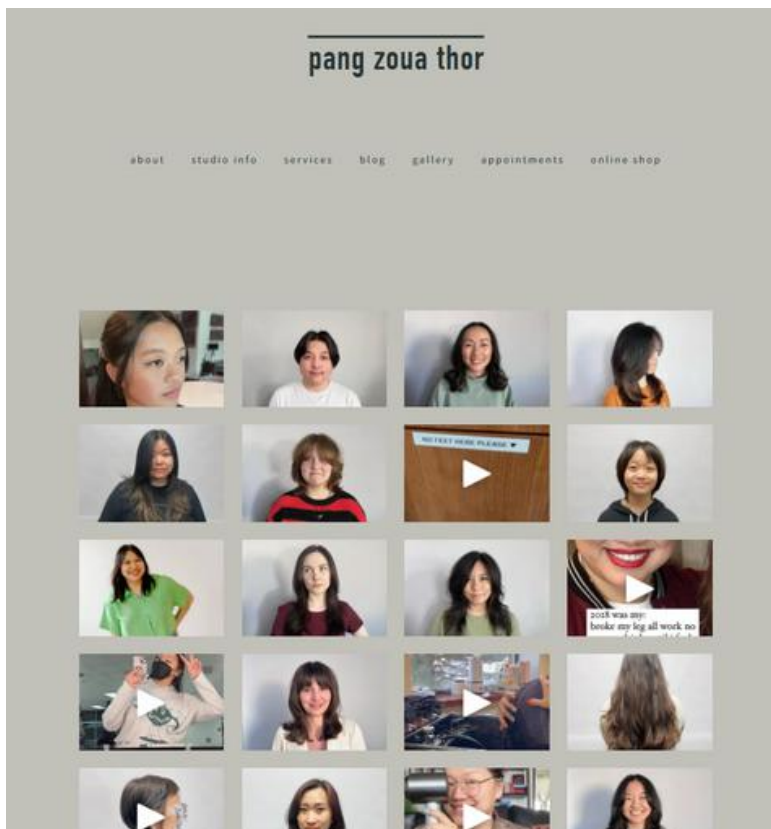 pang zoua thor
about studio info services blog gallery appointments online shop
NO FEET HERE PLEASE ♥
2018 was my:
broke my leg all work no